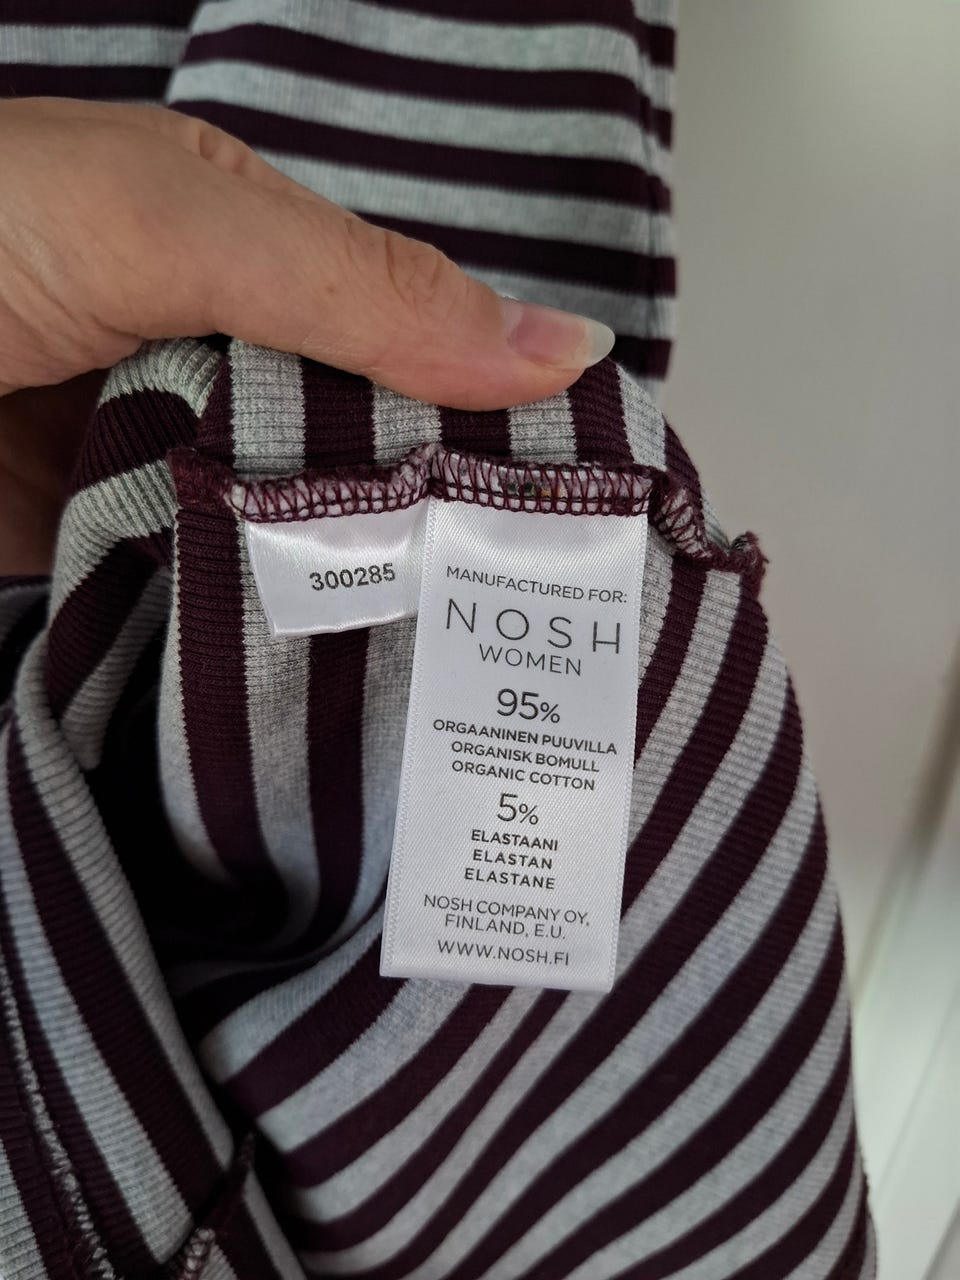 300285
MANUFACTURED FOR:
NOSH
WOMEN
95%
ORGAANINEN PUUVILLA
ORGANISK BOMULL
ORGANIC COTTON
5%
ELASTAANI
ELASTAN
ELASTANE
NOSH COMPANY OY,
FINLAND, E.U.
WWW.NOSH.FI